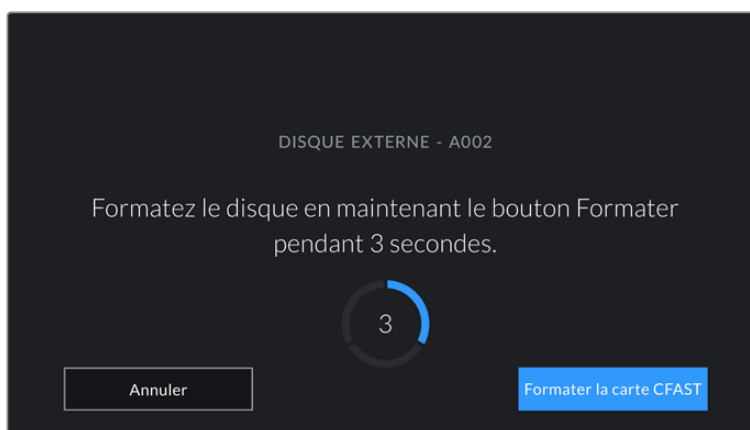 DISQUE EXTERNE - A002
Formatez le disque en maintenant le bouton Formater
pendant 3 secondes.
3
Annuler
Formater la carte CFAST